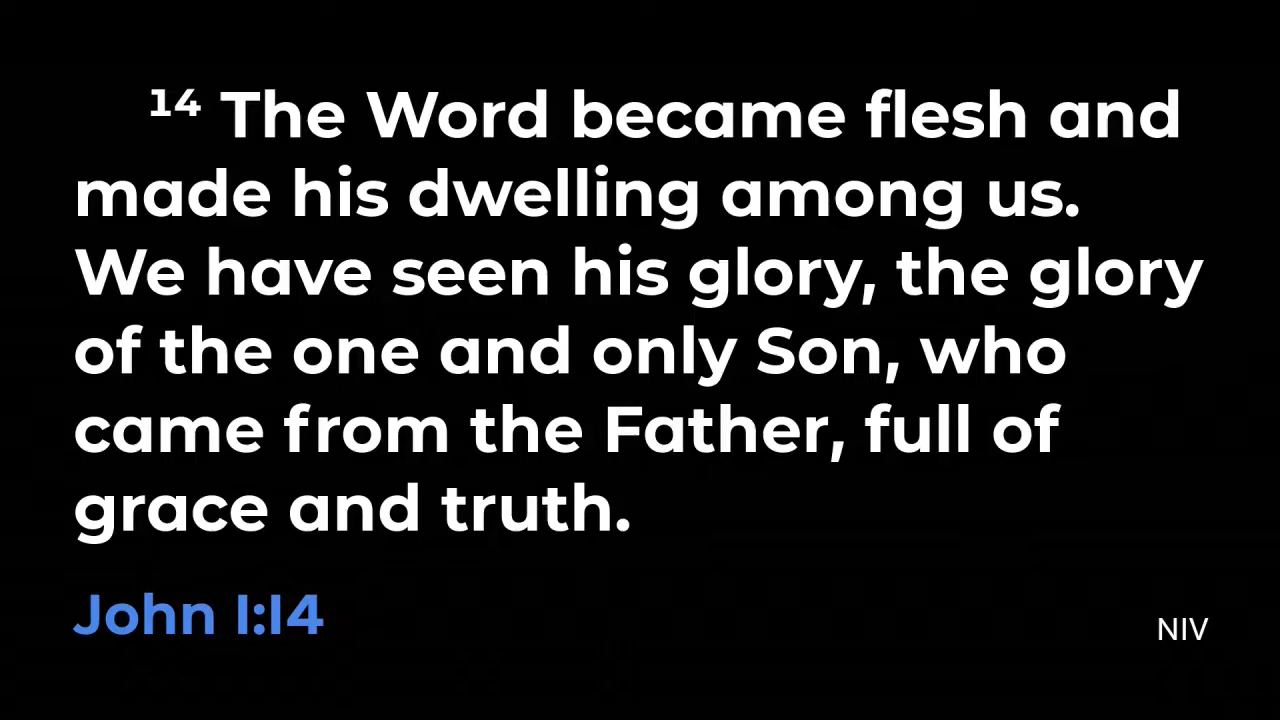 ¹⁴ The Word became flesh and
made his dwelling among us.
We have seen his glory, the glory
of the one and only Son, who
came from the Father, full of
grace and truth.
John 1:14
NIV